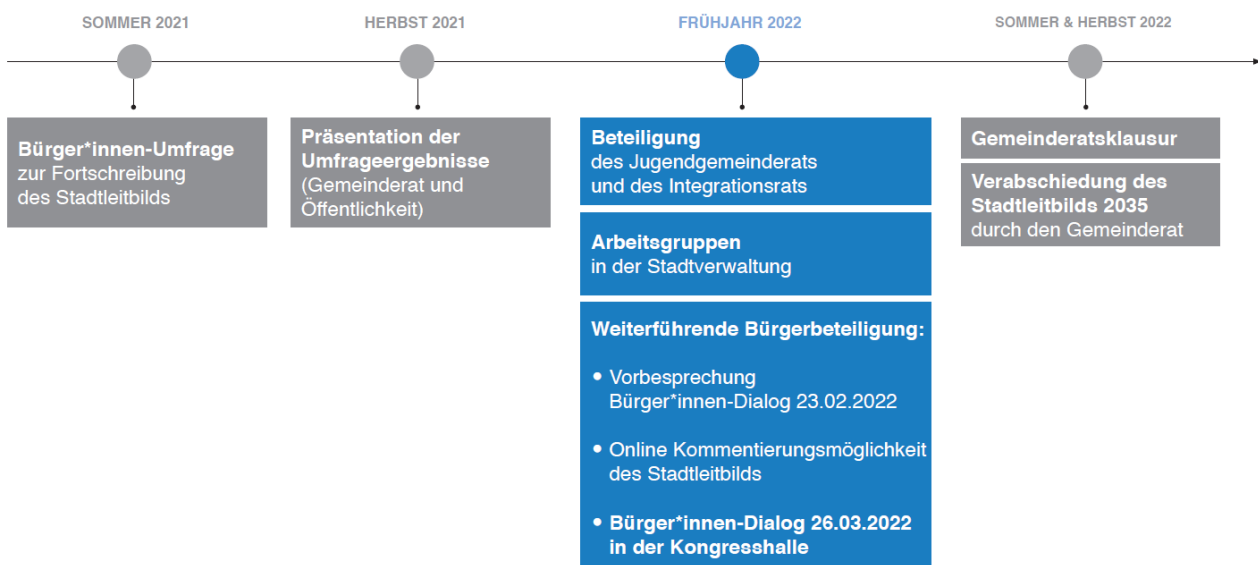 SOMMER 2021
HERBST 2021
FRÜHJAHR 2022
SOMMER & HERBST 2022
Bürger*innen-Umfrage
zur Fortschreibung
des Stadtleitbilds
Präsentation der
Umfrageergebnisse
(Gemeinderat und
Öffentlichkeit)
Beteiligung
des Jugendgemeinderats
und des Integrationsrats
Arbeitsgruppen
in der Stadtverwaltung
Weiterführende Bürgerbeteiligung:
• Vorbesprechung
Bürger*innen-Dialog 23.02.2022
• Online Kommentierungsmöglichkeit
des Stadtleitbilds
• Bürger*innen-Dialog 26.03.2022
in der Kongresshalle
Gemeinderatsklausur
Verabschiedung des
Stadtleitbilds 2035
durch den Gemeinderat